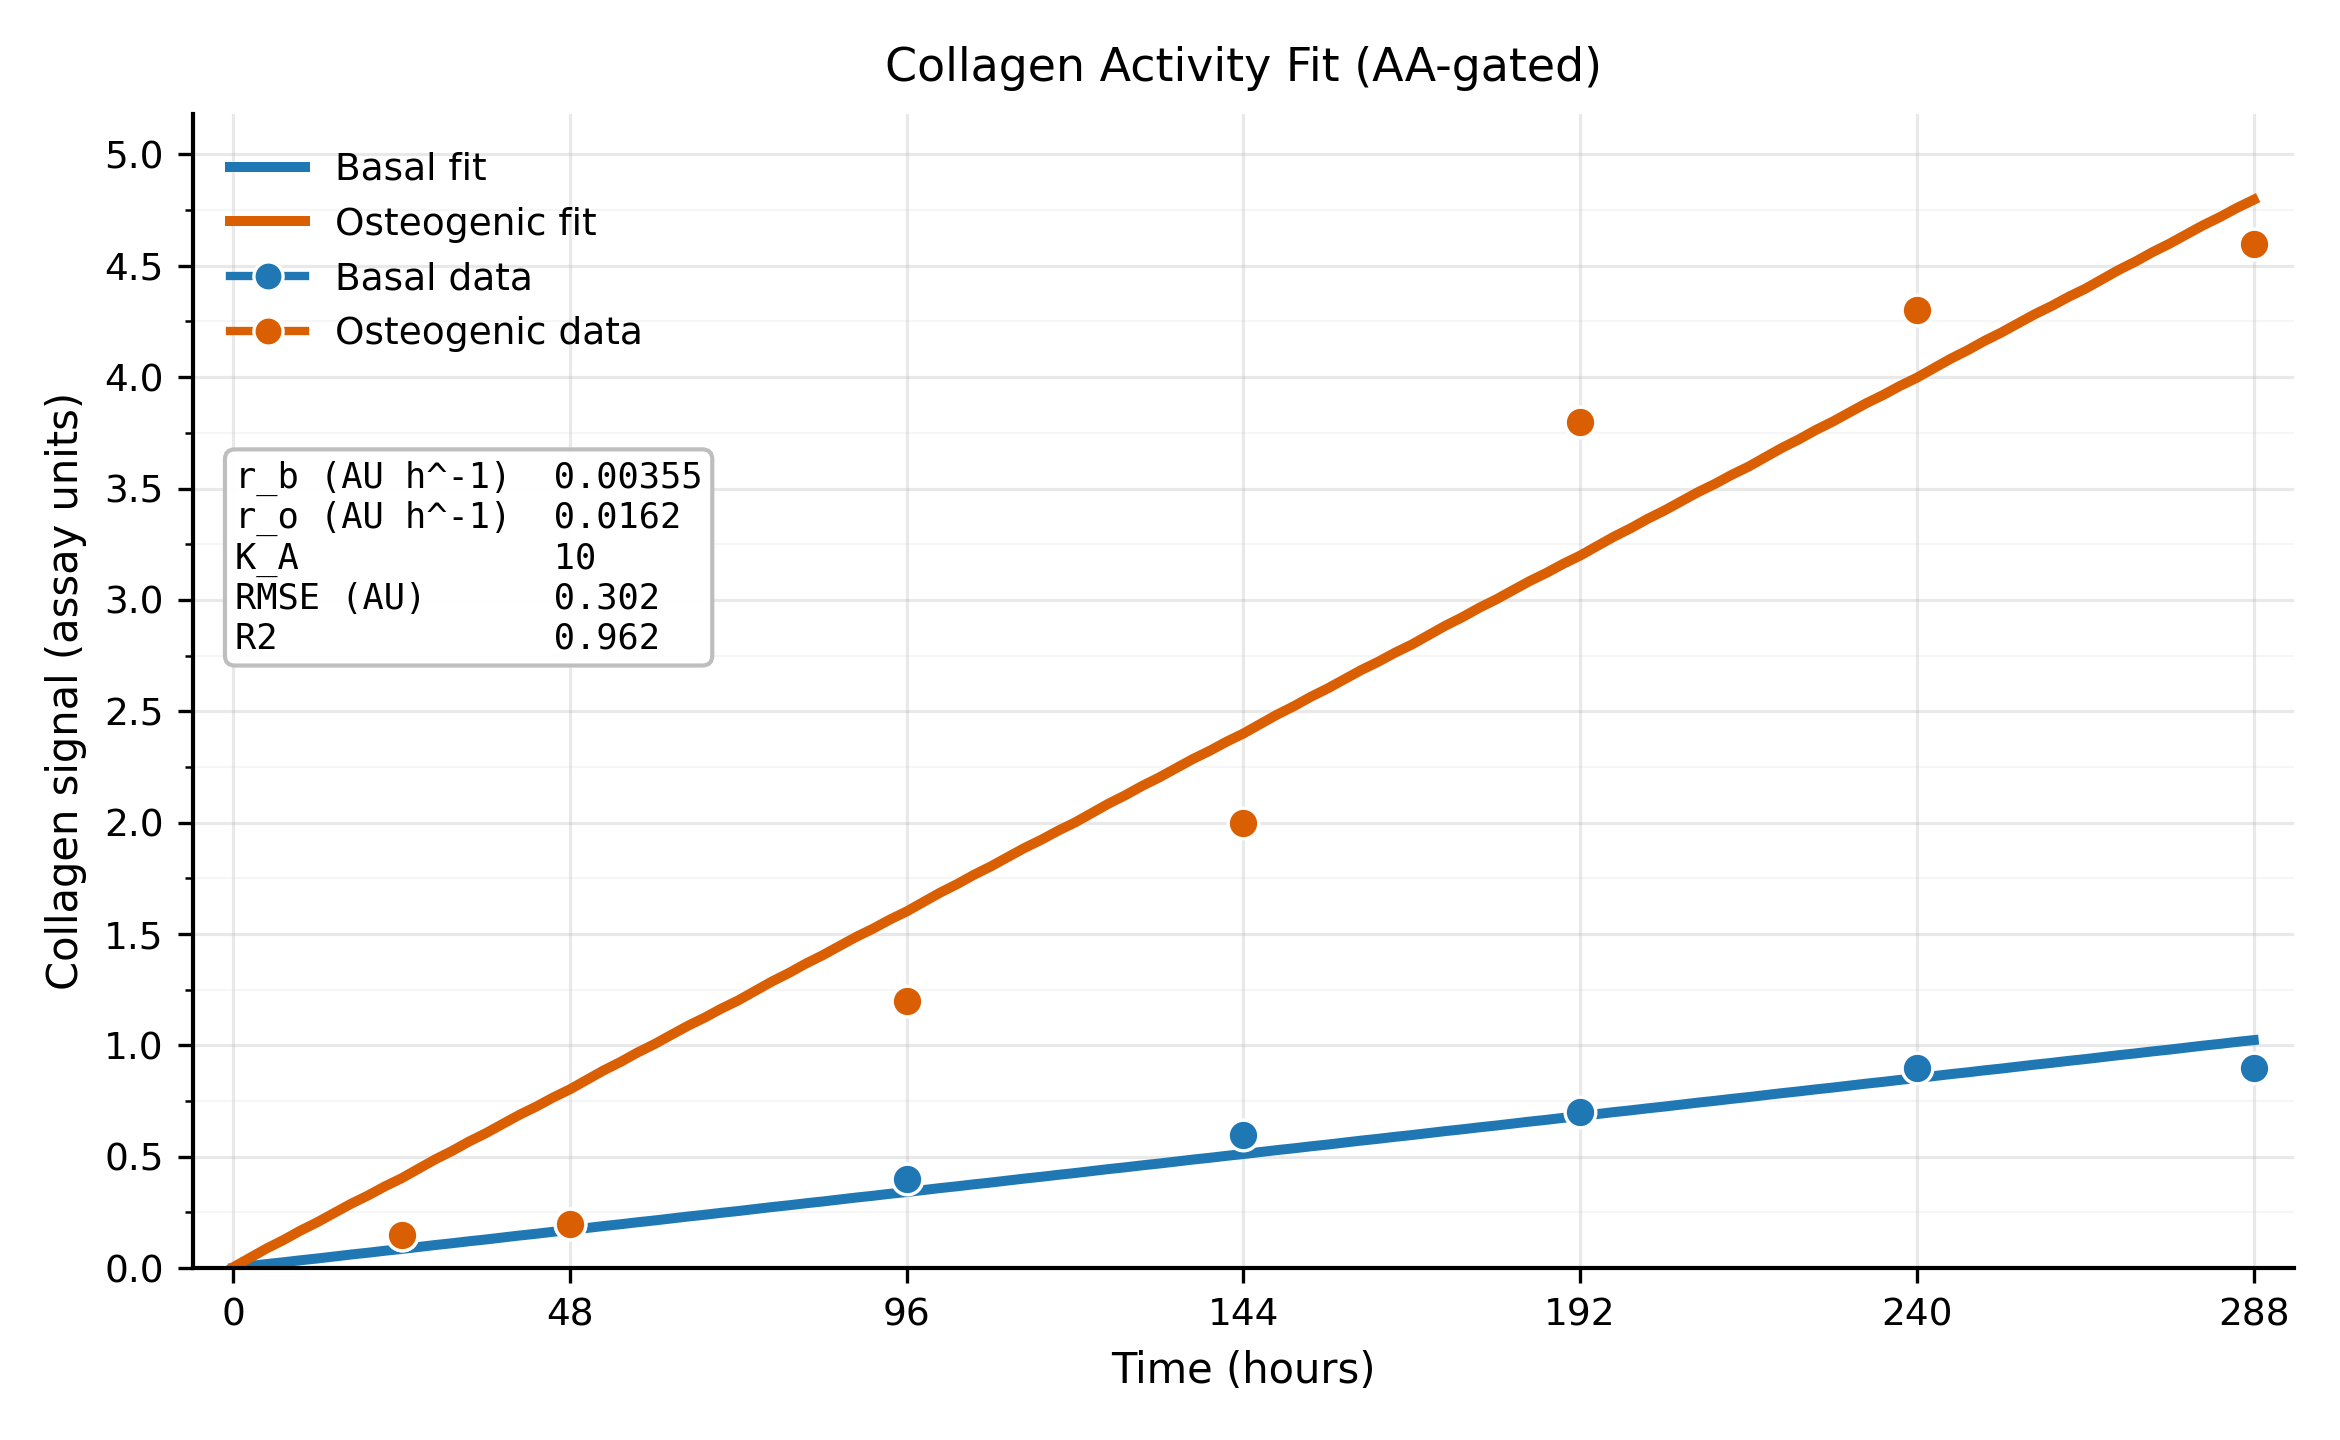 Collagen Activity Fit (AA-gated)
Collagen signal (assay units)
5.0
4.5
4.0
3.5
3.0
2.5
2.0
1.5
1.0
0.5
0.0
Basal fit
Osteogenic fit
Basal data
Osteogenic data
r_b (AU h^-1) 0.00355
r_o (AU h^-1) 0.0162
K_A 10
RMSE (AU) 0.302
R2 0.962
0 48 96 144 192 240 288
Time (hours)